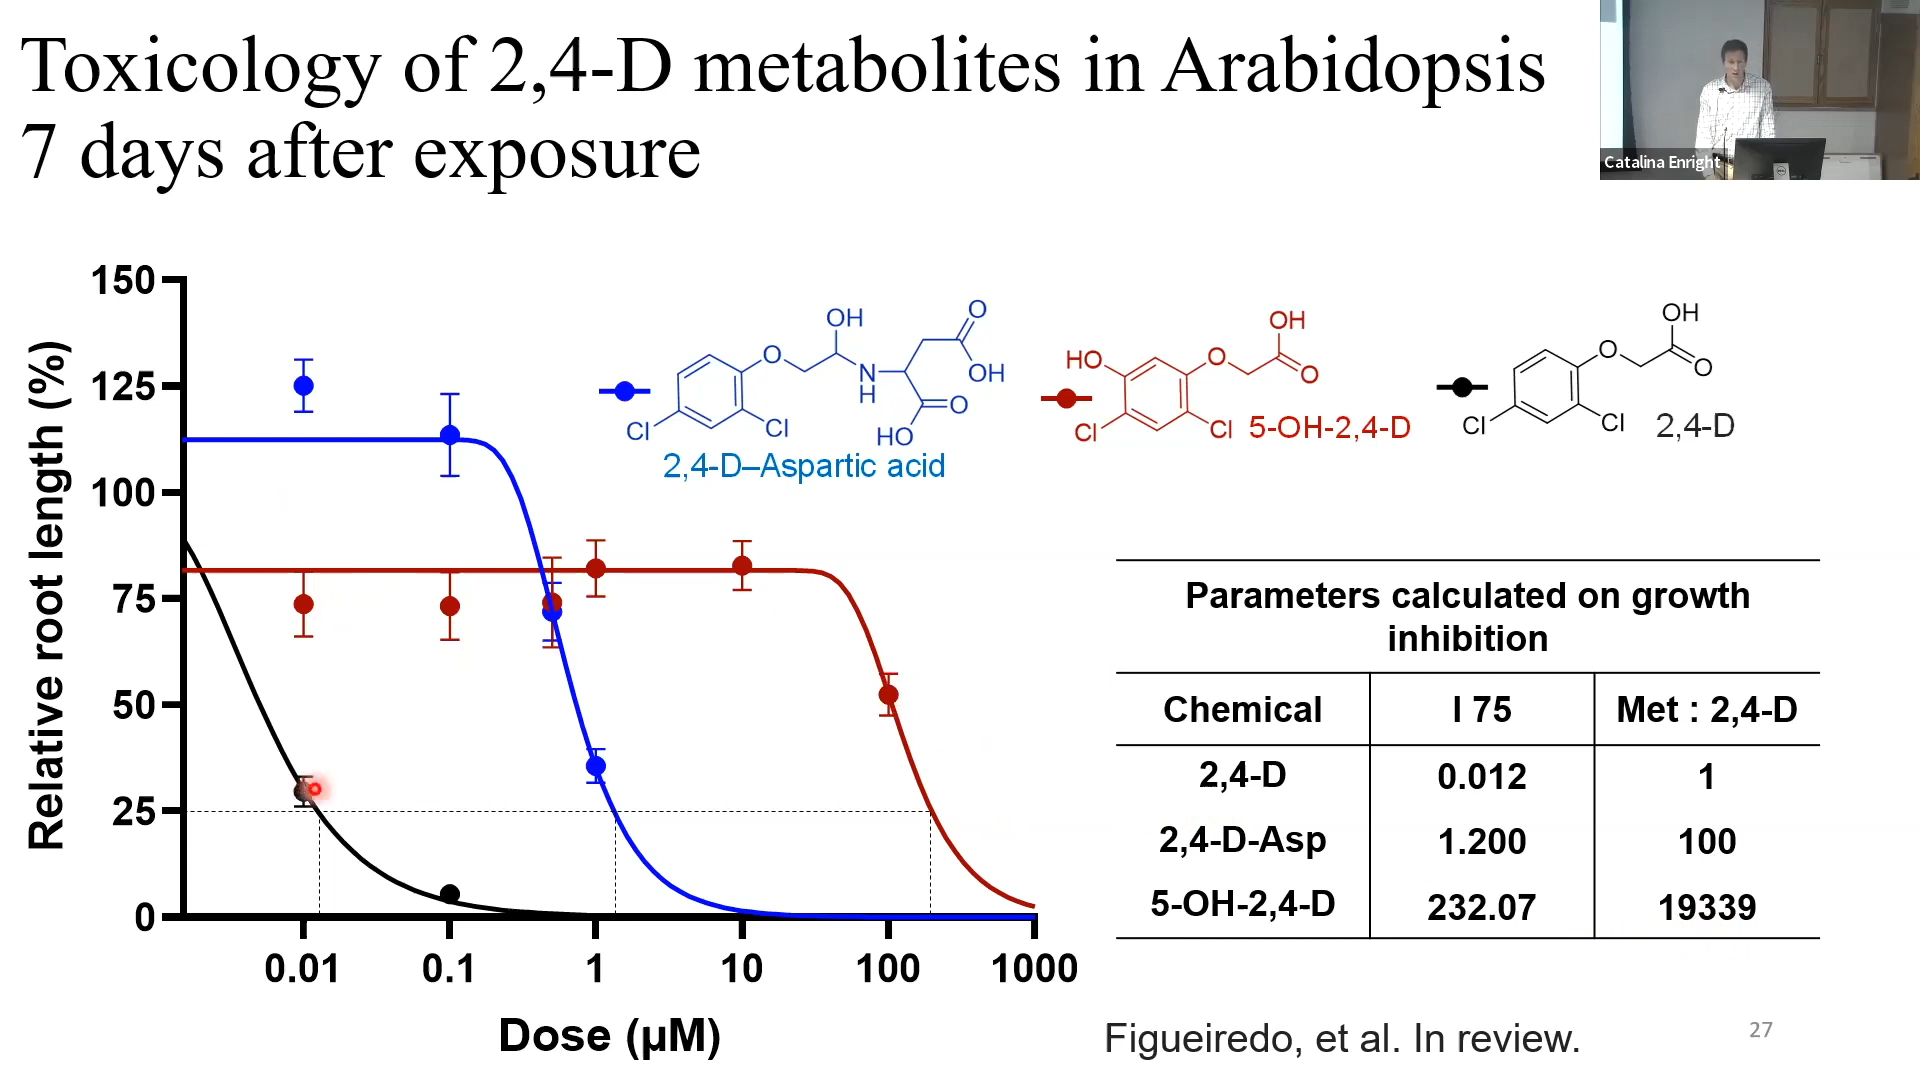 Toxicology of 2,4-D metabolites in Arabidopsis
7 days after exposure
Catalina Enright
150
125
100
75
50
25
0
Relative root length (%)
0.01
0.1
1
10
100
1000
Dose (µM)
OH
O
O
OH
N
H
O
HO
Cl
Cl
2,4-D–Aspartic acid
OH
HO
O
O
Cl
Cl
5-OH-2,4-D
OH
O
O
Cl
Cl
2,4-D
Parameters calculated on growth
inhibition
Chemical I 75 Met : 2,4-D
2,4-D 0.012 1
2,4-D-Asp 1.200 100
5-OH-2,4-D 232.07 19339
Figueiredo, et al. In review.
27